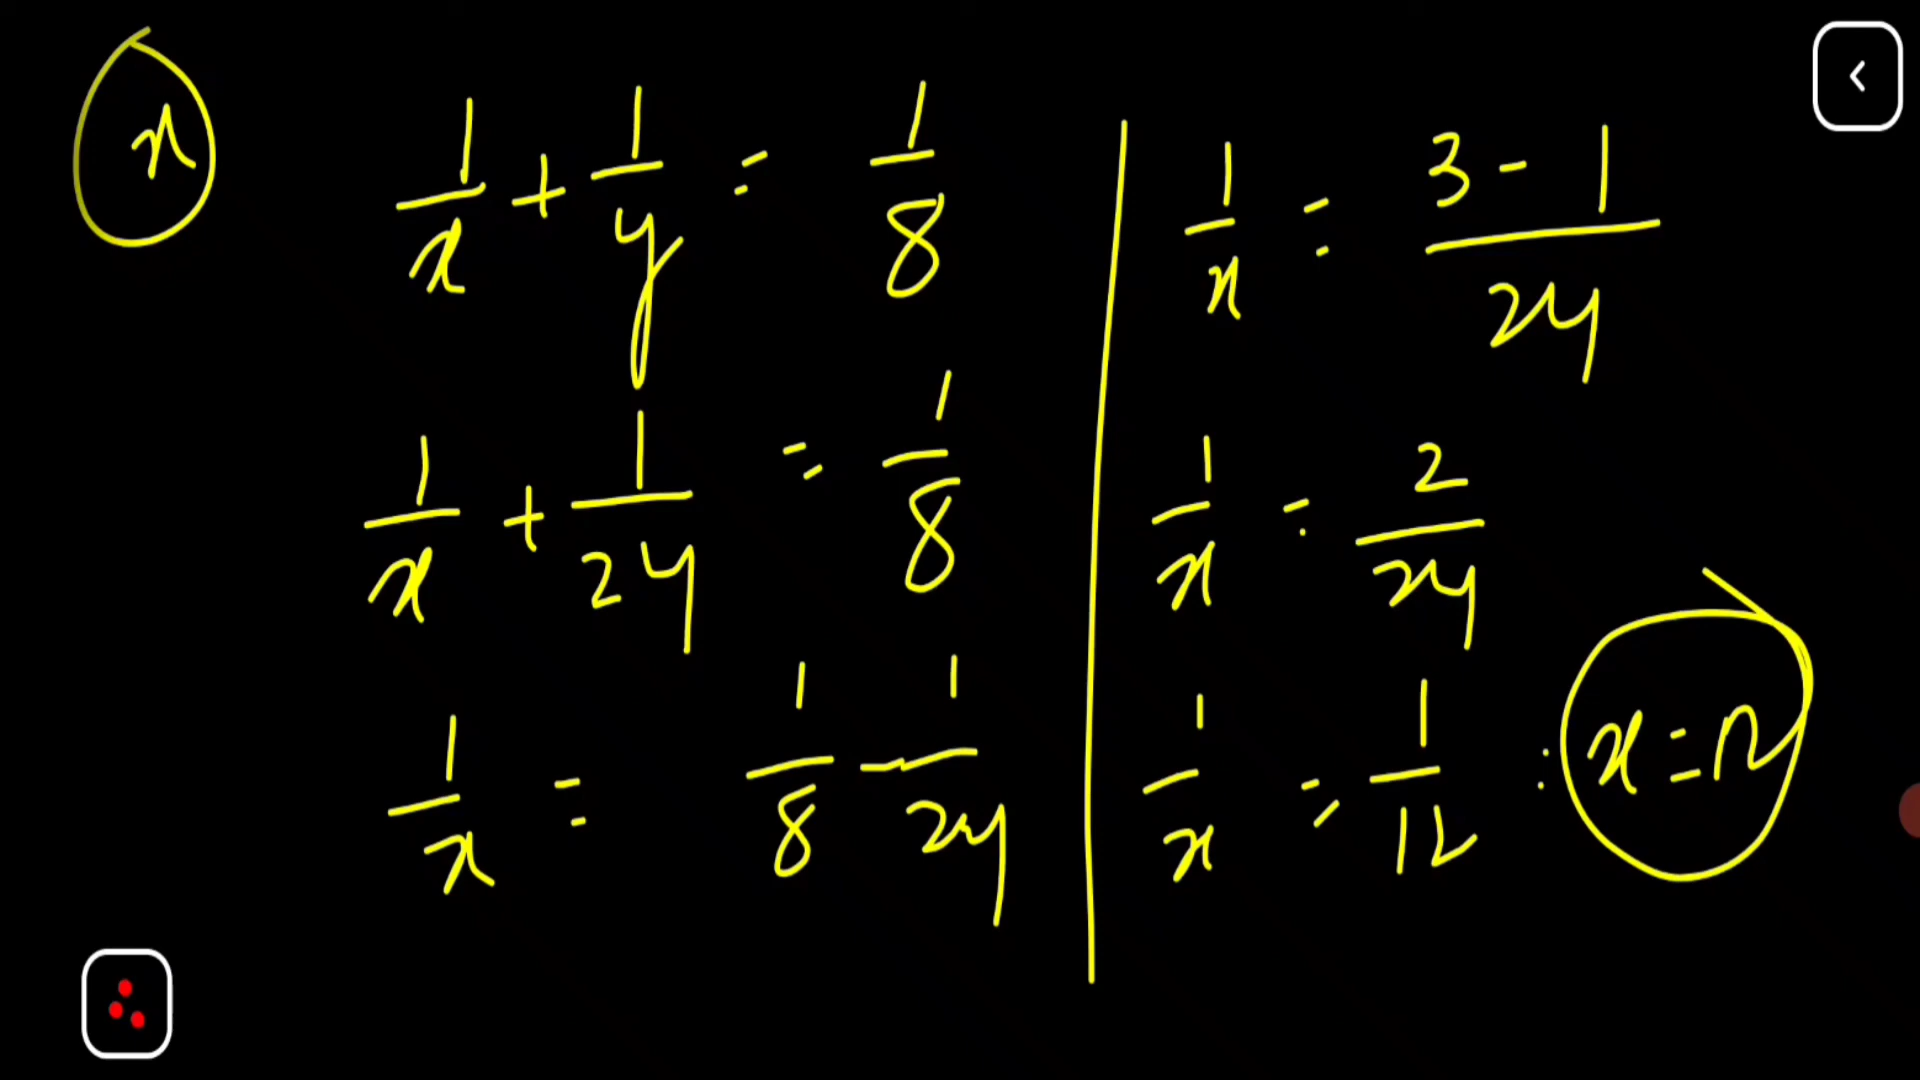 x
1/x + 1/y = 1/8
1/x + 1/24 = 1/8
1/x = 1/8 - 1/24
1/x = (3 - 1)/24
1/x = 2/24
1/x = 1/12 : x = 12